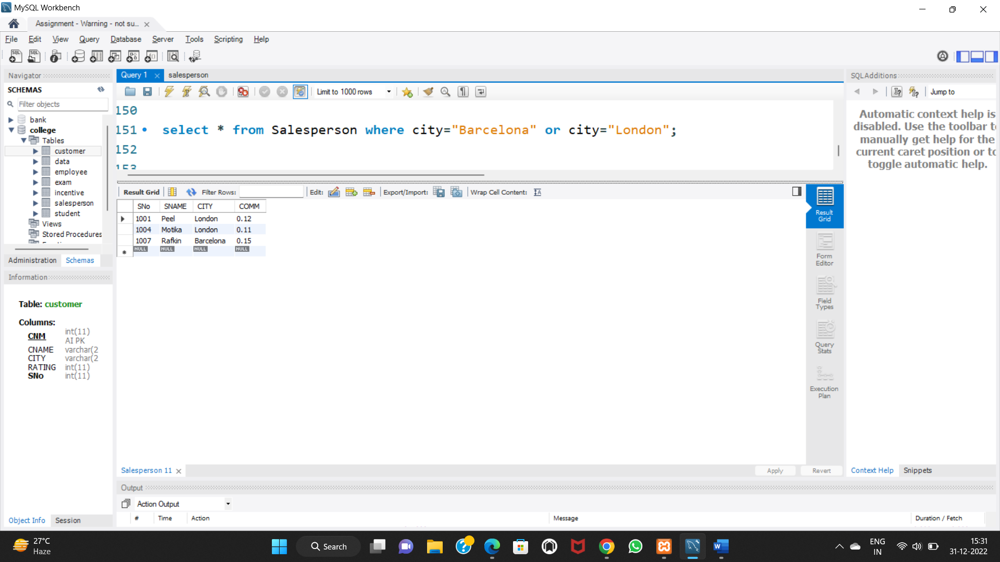 MySQL Workbench
Assignment - Warning - not su...
File Edit View Query Database Server Tools Scripting Help
Navigator
SCHEMAS
Filter objects
bank
college
Tables
customer
data
employee
exam
incentive
salesperson
student
Views
Stored Procedures
Administration Schemas
Information
Table: customer
Columns:
CNM int(11)
AI PK
CNAME varchar(2
CITY varchar(2
RATING int(11)
SNo int(11)
Object Info Session
Query 1 salesperson
Limit to 1000 rows
150
151 select * from Salesperson where city="Barcelona" or city="London";
152
153
Result Grid Filter Rows: Edit: Export/Import: Wrap Cell Content:
SNo SNAME CITY COMM
1001 Peel London 0.12
1004 Motika London 0.11
1007 Rafkin Barcelona 0.15
NULL NULL NULL NULL
Result
Grid
Form
Editor
Field
Types
Query
Stats
Execution
Plan
Salesperson 11 Apply Revert
Output
Action Output
# Time Action Message Duration / Fetch
SQLAdditions
Jump to
Automatic context help is
disabled. Use the toolbar to
manually get help for the
current caret position or to
toggle automatic help.
Context Help Snippets
27°C
Haze
Search
ENG
IN
15:31
31-12-2022